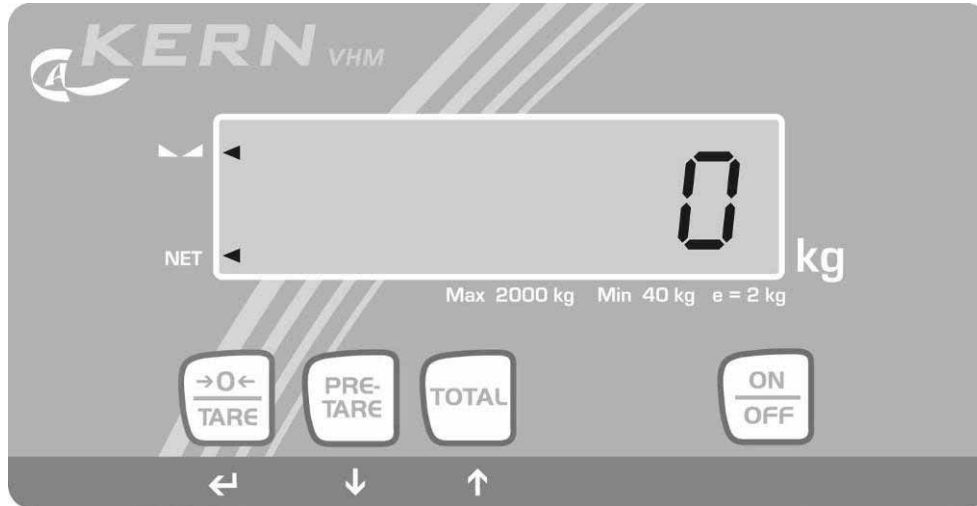 KERN VHM
0
NET
kg
Max 2000 kg Min 40 kg e = 2 kg
→0←
TARE
PRE-
TARE
TOTAL
ON
OFF